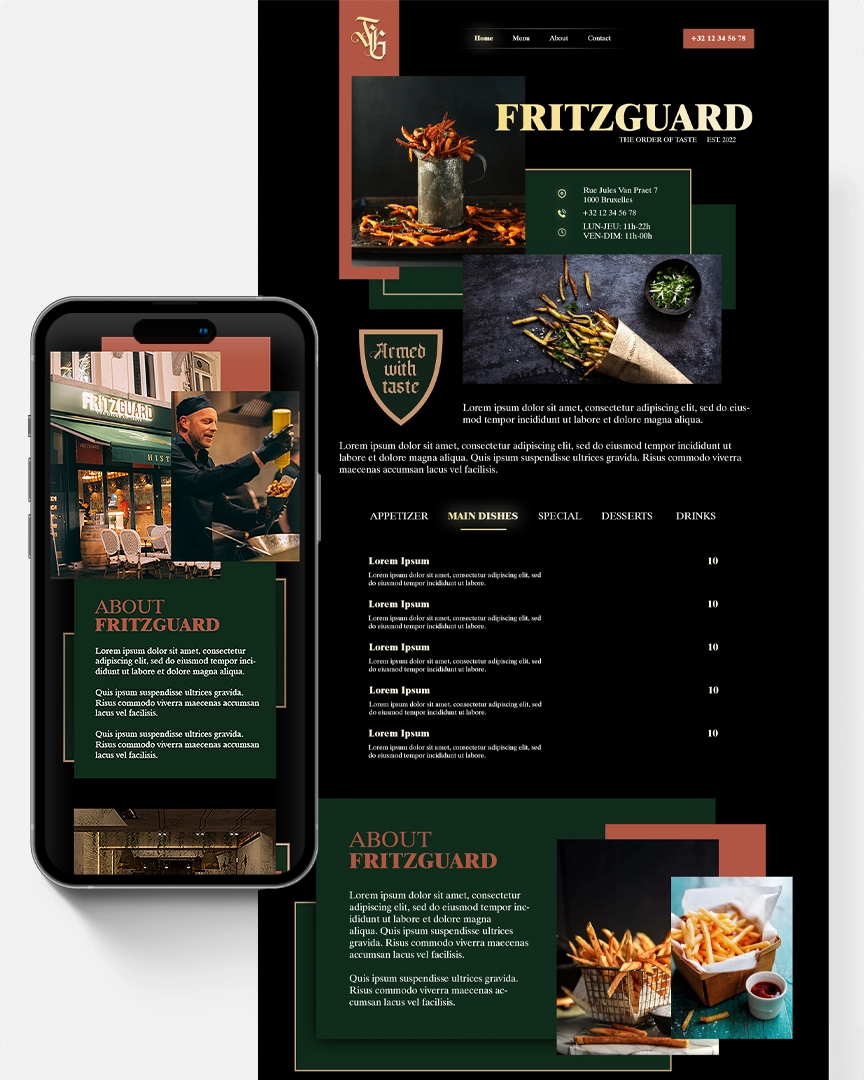 FG
Home Menu About Contact
+32 12 34 56 78
FRITZGUARD
THE ORDER OF TASTE EST. 2022
Rue Jules Van Praet 7
1000 Bruxelles
+32 12 34 56 78
LUN-JEU: 11h-22h
VEN-DIM: 11h-00h
Armed
with
taste
Lorem ipsum dolor sit amet, consectetur adipiscing elit, sed do eius-
mod tempor incididunt ut labore et dolore magna aliqua.
Lorem ipsum dolor sit amet, consectetur adipiscing elit, sed do eiusmod tempor incididunt ut
labore et dolore magna aliqua. Quis ipsum suspendisse ultrices gravida. Risus commodo viverra
maecenas accumsan lacus vel facilisis.
APPETIZER MAIN DISHES SPECIAL DESSERTS DRINKS
Lorem Ipsum 10
Lorem ipsum dolor sit amet, consectetur adipiscing elit, sed
do eiusmod tempor incididunt ut labore.
Lorem Ipsum 10
Lorem ipsum dolor sit amet, consectetur adipiscing elit, sed
do eiusmod tempor incididunt ut labore.
Lorem Ipsum 10
Lorem ipsum dolor sit amet, consectetur adipiscing elit, sed
do eiusmod tempor incididunt ut labore.
Lorem Ipsum 10
Lorem ipsum dolor sit amet, consectetur adipiscing elit, sed
do eiusmod tempor incididunt ut labore.
Lorem Ipsum 10
Lorem ipsum dolor sit amet, consectetur adipiscing elit, sed
do eiusmod tempor incididunt ut labore.
ABOUT
FRITZGUARD
Lorem ipsum dolor sit amet, consectetur
adipiscing elit, sed do eiusmod tempor inc-
ididunt ut labore et dolore magna
aliqua. Quis ipsum suspendisse ultrices
gravida. Risus commodo viverra maecenas
accumsan lacus vel facilisis.
Quis ipsum suspendisse ultrices gravida.
Risus commodo viverra maecenas ac-
cumsan lacus vel facilisis.
FRITZGUARD
HIST
ABOUT
FRITZGUARD
Lorem ipsum dolor sit amet, consectetur
adipiscing elit, sed do eiusmod tempor inci-
didunt ut labore et dolore magna aliqua.
Quis ipsum suspendisse ultrices gravida.
Risus commodo viverra maecenas accumsan
lacus vel facilisis.
Quis ipsum suspendisse ultrices gravida.
Risus commodo viverra maecenas accumsan
lacus vel facilisis.